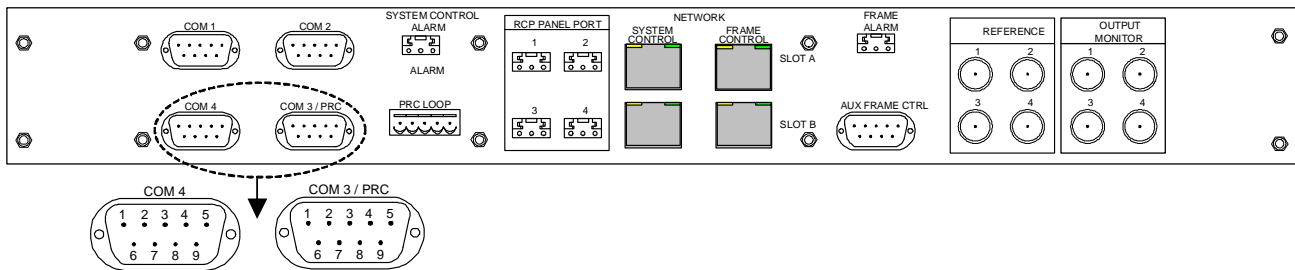 COM 1
COM 2
SYSTEM CONTROL
ALARM
ALARM
COM 4
COM 3 / PRC
PRC LOOP
RCP PANEL PORT
1 2
3 4
NETWORK
SYSTEM
CONTROL
FRAME
CONTROL
SLOT A
SLOT B
FRAME
ALARM
AUX FRAME CTRL
REFERENCE
1 2
3 4
OUTPUT
MONITOR
1 2
3 4
COM 4
1 2 3 4 5
6 7 8 9
COM 3 / PRC
1 2 3 4 5
6 7 8 9